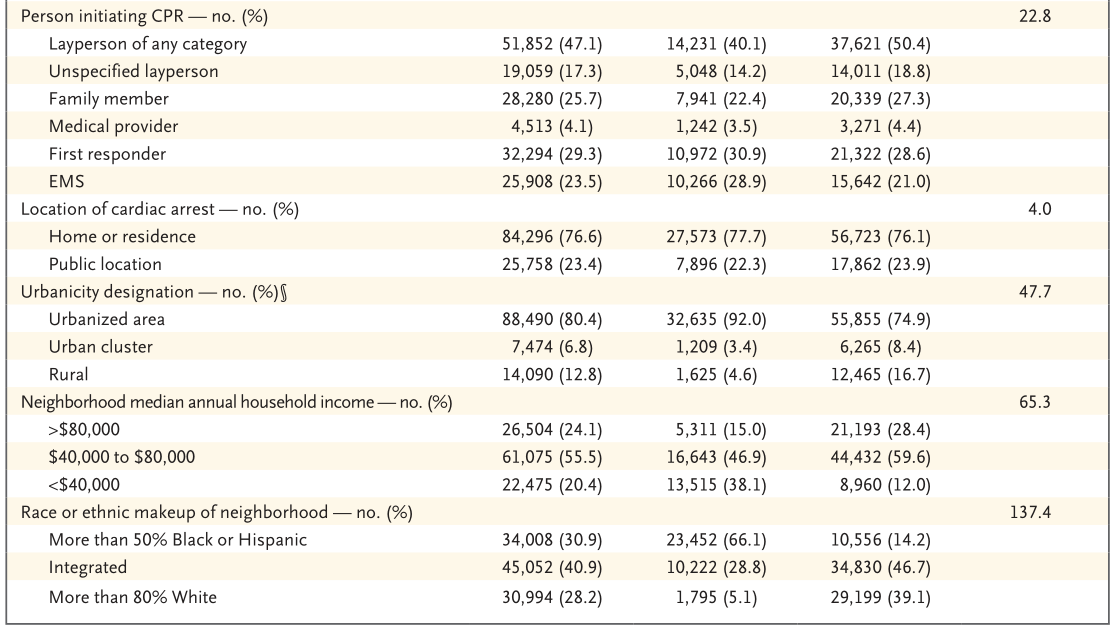 Person initiating CPR — no. (%) 22.8
Layperson of any category 51,852 (47.1) 14,231 (40.1) 37,621 (50.4)
Unspecified layperson 19,059 (17.3) 5,048 (14.2) 14,011 (18.8)
Family member 28,280 (25.7) 7,941 (22.4) 20,339 (27.3)
Medical provider 4,513 (4.1) 1,242 (3.5) 3,271 (4.4)
First responder 32,294 (29.3) 10,972 (30.9) 21,322 (28.6)
EMS 25,908 (23.5) 10,266 (28.9) 15,642 (21.0)
Location of cardiac arrest — no. (%) 4.0
Home or residence 84,296 (76.6) 27,573 (77.7) 56,723 (76.1)
Public location 25,758 (23.4) 7,896 (22.3) 17,862 (23.9)
Urbanicity designation — no. (%)§ 47.7
Urbanized area 88,490 (80.4) 32,635 (92.0) 55,855 (74.9)
Urban cluster 7,474 (6.8) 1,209 (3.4) 6,265 (8.4)
Rural 14,090 (12.8) 1,625 (4.6) 12,465 (16.7)
Neighborhood median annual household income — no. (%) 65.3
>$80,000 26,504 (24.1) 5,311 (15.0) 21,193 (28.4)
$40,000 to $80,000 61,075 (55.5) 16,643 (46.9) 44,432 (59.6)
<$40,000 22,475 (20.4) 13,515 (38.1) 8,960 (12.0)
Race or ethnic makeup of neighborhood — no. (%) 137.4
More than 50% Black or Hispanic 34,008 (30.9) 23,452 (66.1) 10,556 (14.2)
Integrated 45,052 (40.9) 10,222 (28.8) 34,830 (46.7)
More than 80% White 30,994 (28.2) 1,795 (5.1) 29,199 (39.1)